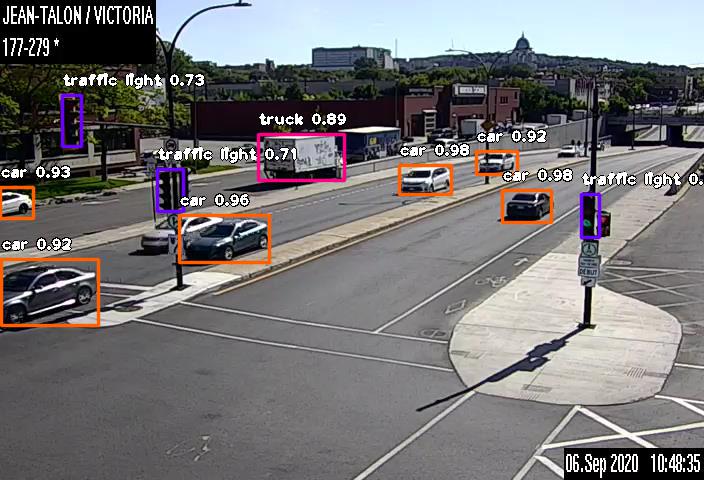 JEAN-TALON / VICTORIA
177-279 *
traffic light 0.73
truck 0.89
car 0.92
traffic light 0.71
car 0.98
car 0.93
car 0.98
traffic light 0.
car 0.96
car 0.92
DÉBUT
06.Sep 2020 10:48:35